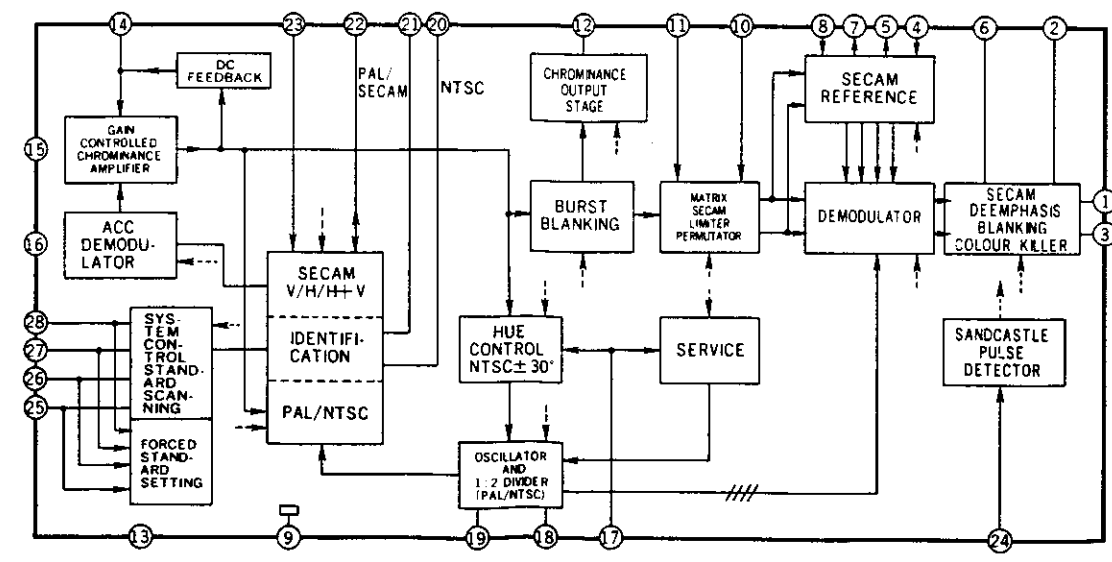 14
23
22
21
20
12
11
10
8
7
5
4
6
2
DC
FEEDBACK
PAL/
SECAM
NTSC
CHROMINANCE
OUTPUT
STAGE
SECAM
REFERENCE
15
GAIN
CONTROLLED
CHROMINANCE
AMPLIFIER
BURST
BLANKING
MATRIX
SECAM
LIMITER
PERMUTATOR
DEMODULATOR
SECAM
DEEMPHASIS
BLANKING
COLOUR KILLER
1
3
16
ACC
DEMODU-
LATOR
SECAM
V/H/H+V
IDENTIFI-
CATION
PAL/NTSC
28
27
26
25
SYS-
TEM
CON-
TROL
STAND-
ARD
SCAN-
NING
FORCED
STAND-
ARD
SETTING
HUE
CONTROL
NTSC± 30°
SERVICE
SANDCASTLE
PULSE
DETECTOR
OSCILLATOR
AND
1:2 DIVIDER
(PAL/NTSC)
13
9
19
18
17
24